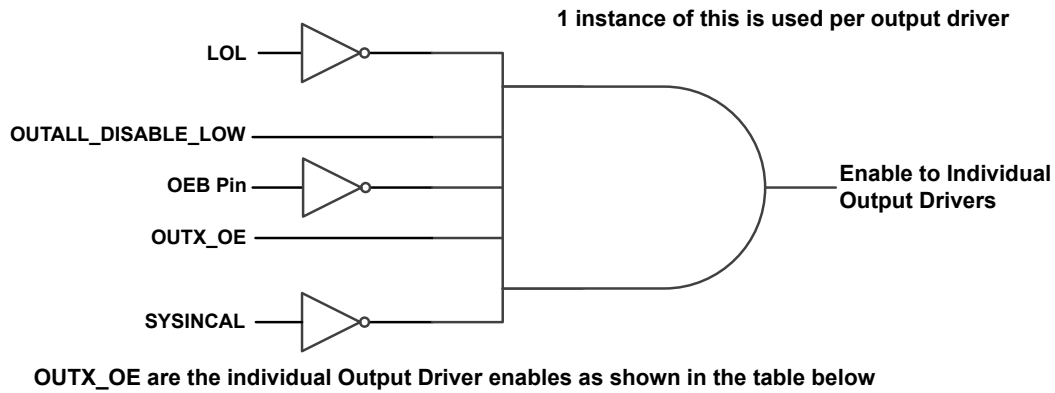 1 instance of this is used per output driver
LOL
OUTALL_DISABLE_LOW
OEB Pin
OUTX_OE
SYSINCAL
Enable to Individual
Output Drivers
OUTX_OE are the individual Output Driver enables as shown in the table below